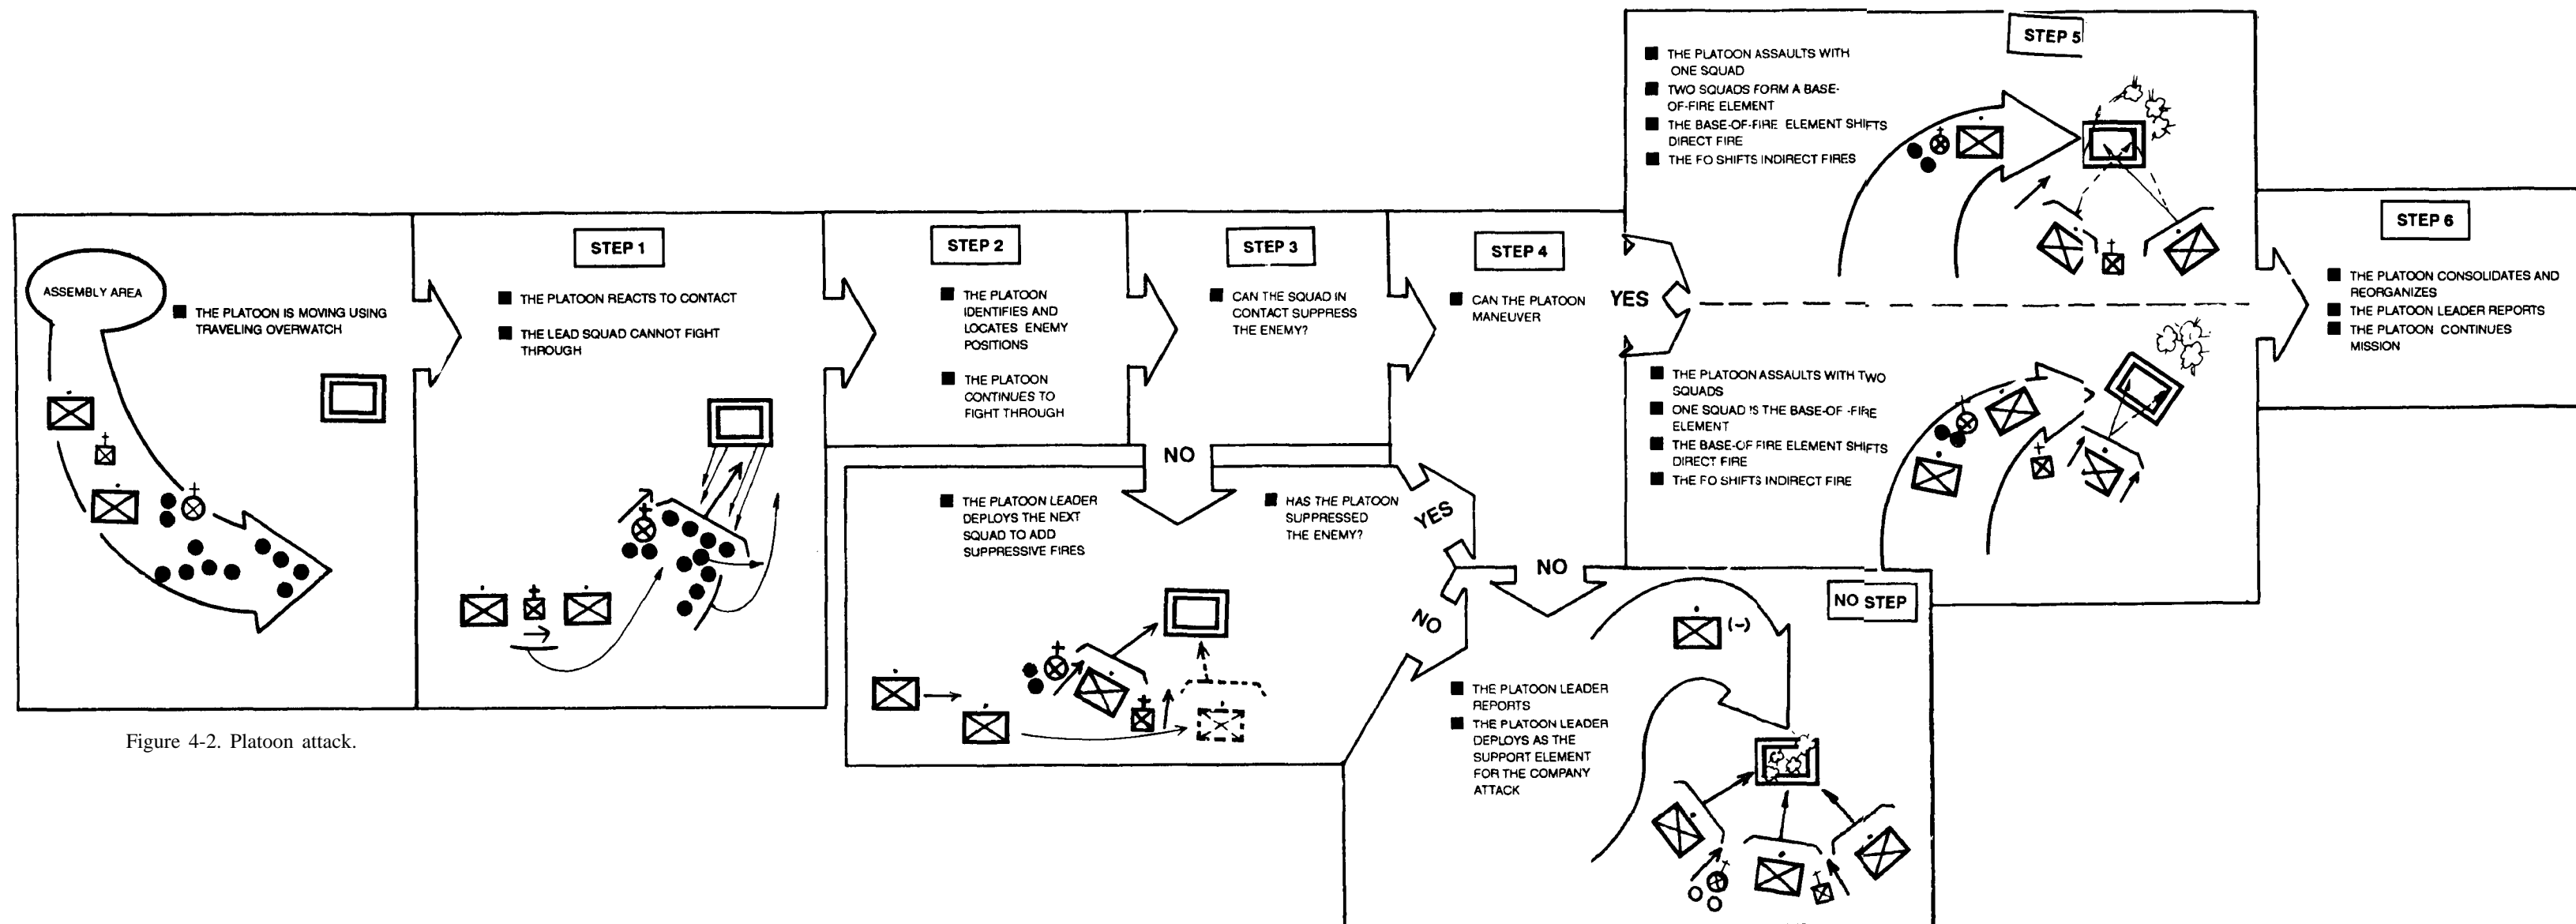 ASSEMBLY AREA
■ THE PLATOON IS MOVING USING
TRAVELING OVERWATCH
STEP 1
■ THE PLATOON REACTS TO CONTACT
■ THE LEAD SQUAD CANNOT FIGHT
THROUGH
STEP 2
■ THE PLATOON
IDENTIFIES AND
LOCATES ENEMY
POSITIONS
■ THE PLATOON
CONTINUES TO
FIGHT THROUGH
STEP 3
■ CAN THE SQUAD IN
CONTACT SUPPRESS
THE ENEMY?
NO
■ THE PLATOON LEADER
DEPLOYS THE NEXT
SQUAD TO ADD
SUPPRESSIVE FIRES
■ HAS THE PLATOON
SUPPRESSED
THE ENEMY?
YES
NO
STEP 4
■ CAN THE PLATOON
MANEUVER
YES
NO
STEP 5
■ THE PLATOON ASSAULTS WITH
ONE SQUAD
■ TWO SQUADS FORM A BASE-
OF-FIRE ELEMENT
■ THE BASE-OF-FIRE ELEMENT SHIFTS
DIRECT FIRE
■ THE FO SHIFTS INDIRECT FIRES
■ THE PLATOON ASSAULTS WITH TWO
SQUADS
■ ONE SQUAD IS THE BASE-OF -FIRE
ELEMENT
■ THE BASE-OF FIRE ELEMENT SHIFTS
DIRECT FIRE
■ THE FO SHIFTS INDIRECT FIRE
NO STEP
(-)
■ THE PLATOON LEADER
REPORTS
■ THE PLATOON LEADER
DEPLOYS AS THE
SUPPORT ELEMENT
FOR THE COMPANY
ATTACK
STEP 6
■ THE PLATOON CONSOLIDATES AND
REORGANIZES
■ THE PLATOON LEADER REPORTS
■ THE PLATOON CONTINUES
MISSION
Figure 4-2. Platoon attack.